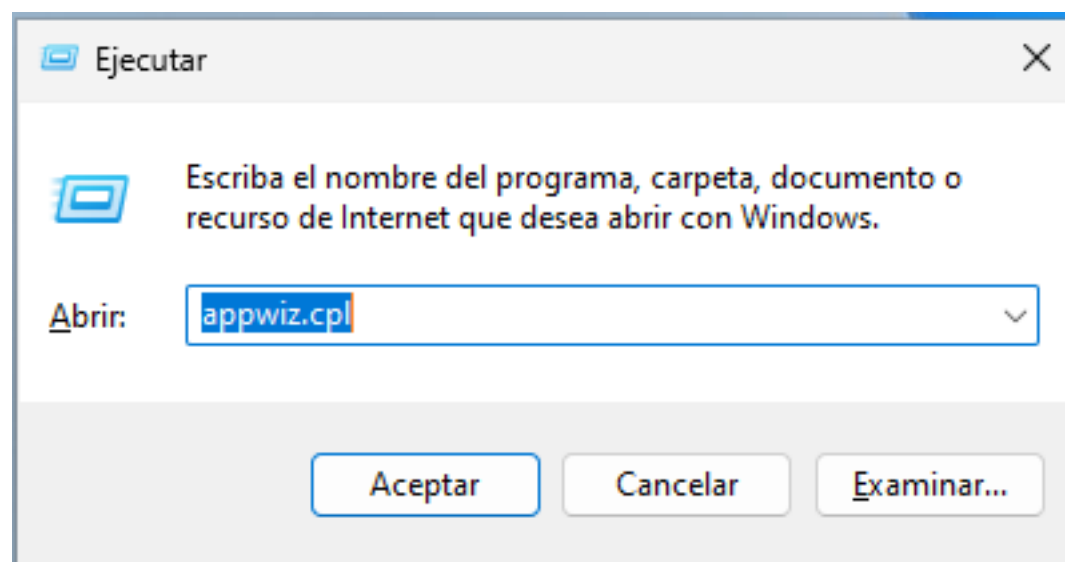 Ejecutar
Escriba el nombre del programa, carpeta, documento o
recurso de Internet que desea abrir con Windows.
Abrir: appwiz.cpl
Aceptar Cancelar Examinar...